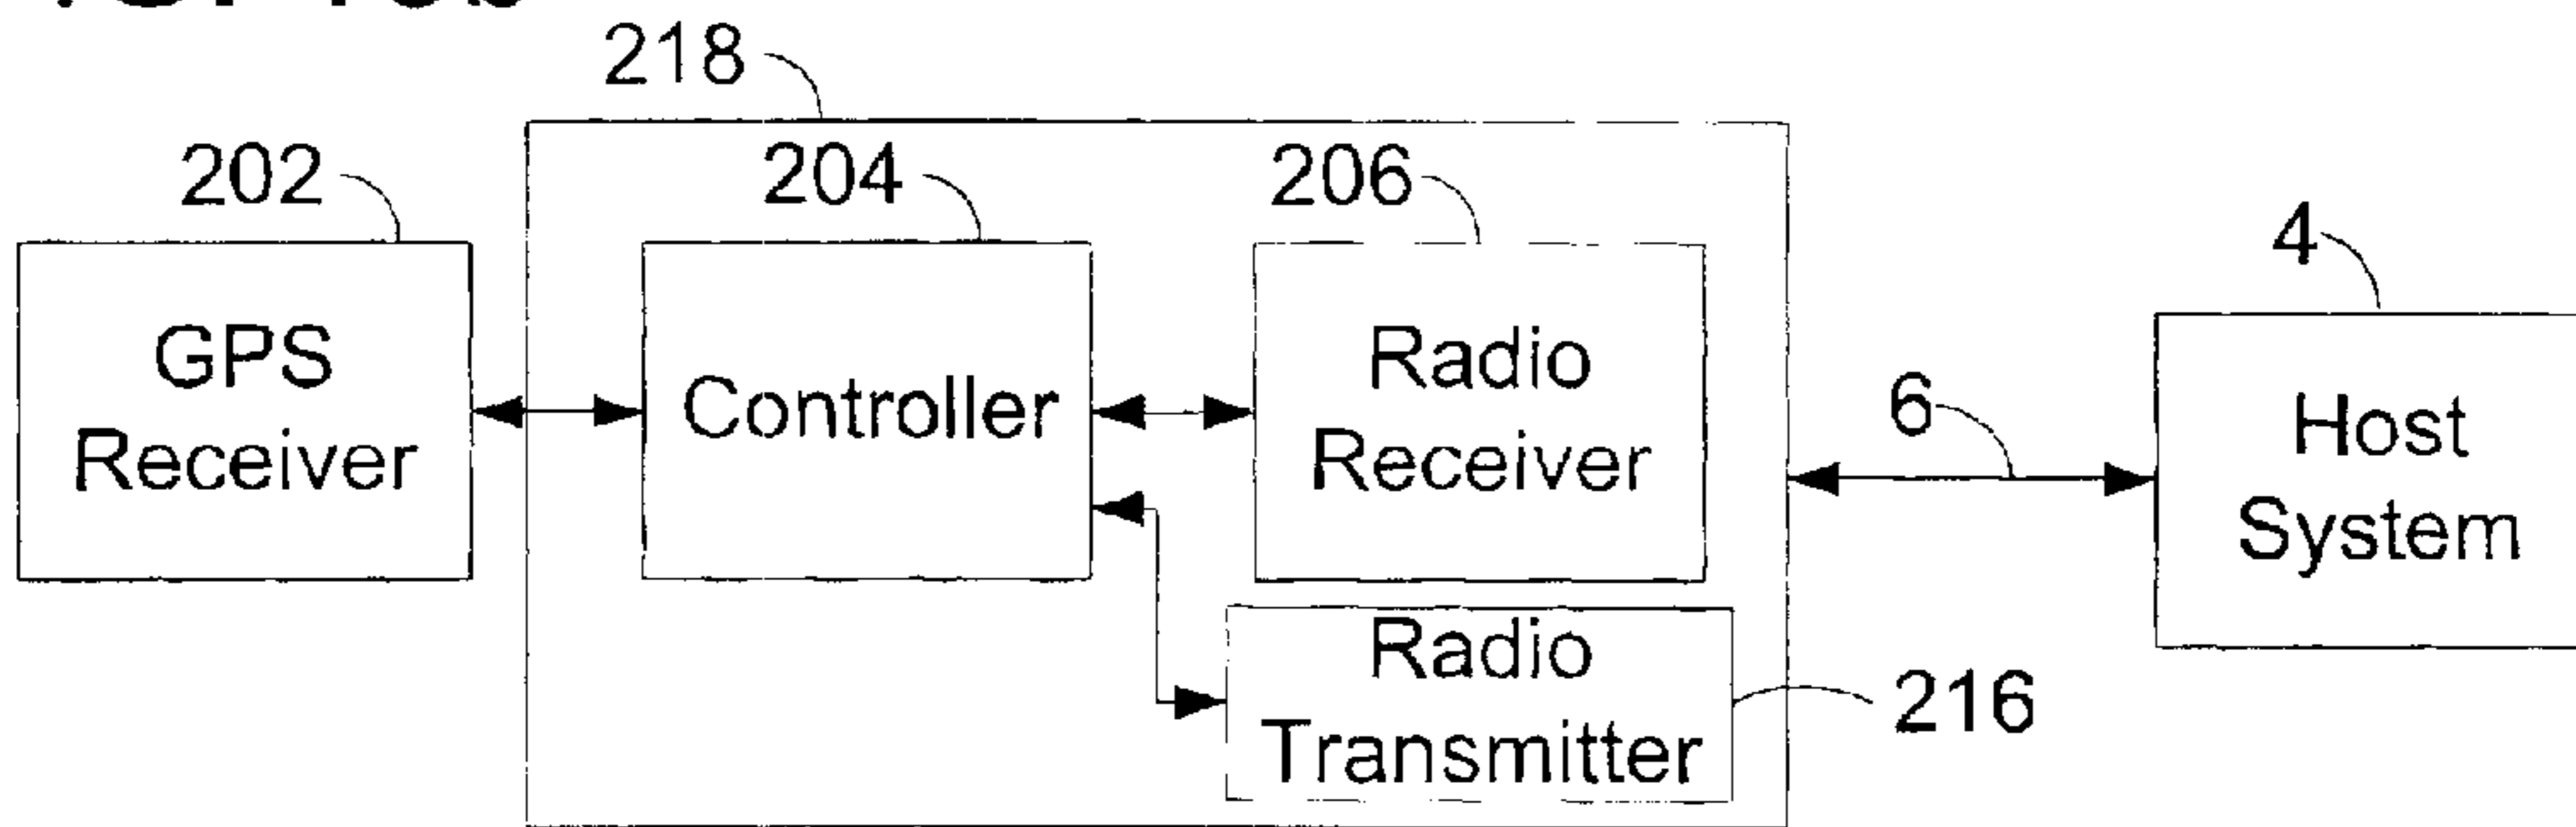 218
202
204
206
4
GPS
Receiver
Controller
Radio
Receiver
6
Host
System
Radio
Transmitter
216